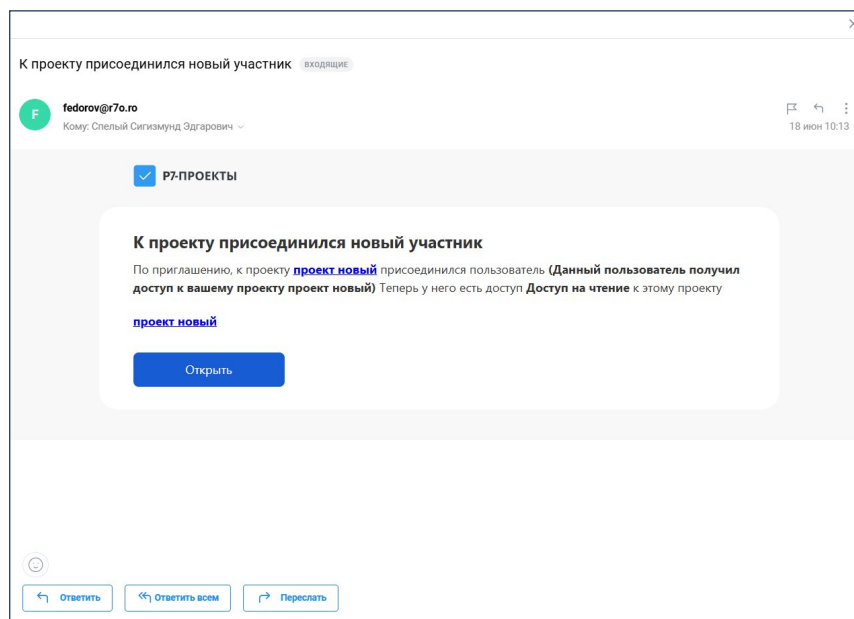 К проекту присоединился новый участник ВХОДЯЩИЕ
F
fedorov@r7o.ro
Кому: Спелый Сигизмунд Эдгарович
18 июн 10:13
Р7-ПРОЕКТЫ
К проекту присоединился новый участник
По приглашению, к проекту проект новый присоединился пользователь (Данный пользователь получил
доступ к вашему проекту проект новый) Теперь у него есть доступ Доступ на чтение к этому проекту
проект новый
Открыть
Ответить Ответить всем Переслать